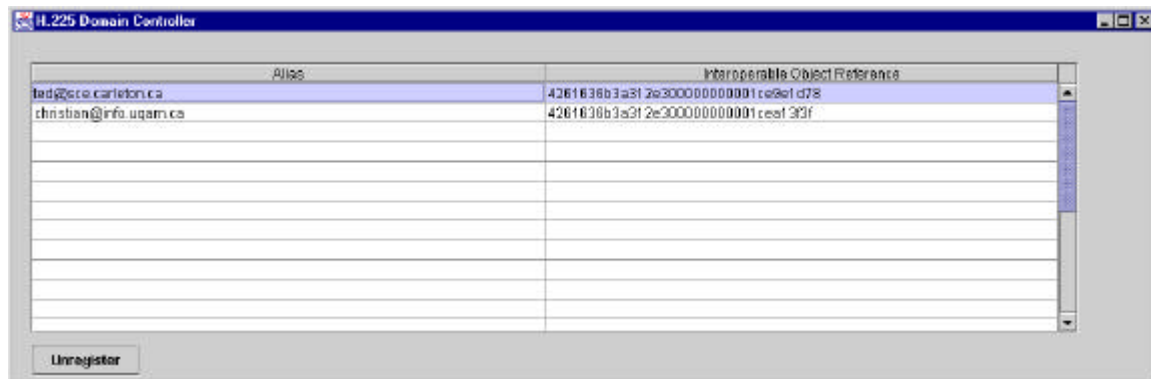 H.225 Domain Controller
Alias Interoperable Object Reference
ted@sce.carleton.ca 4261636b3a312e300000000001ce9e1d78
christian@info.uqam.ca 4261636b3a312e300000000001cea13f3f
Unregister